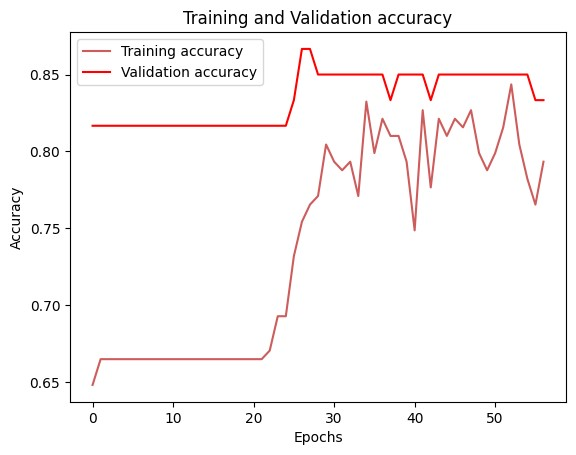 Training and Validation accuracy
Training accuracy
Validation accuracy
0.85
0.80
0.75
0.70
0.65
Accuracy
0
10
20
30
40
50
Epochs